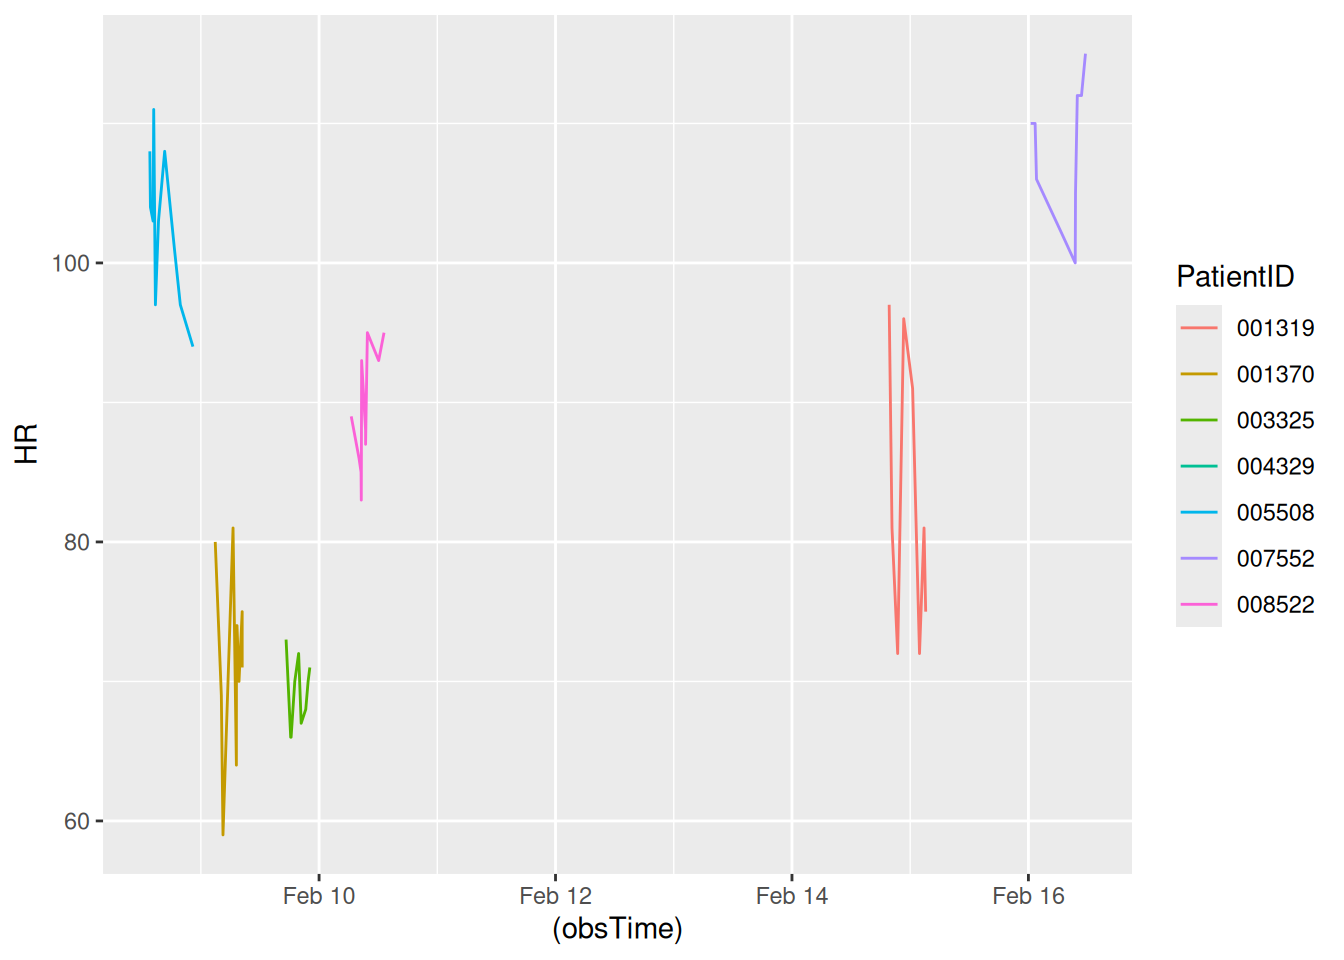 100
80
60
HR
Feb 10
Feb 12
Feb 14
Feb 16
(obsTime)
PatientID
001319
001370
003325
004329
005508
007552
008522